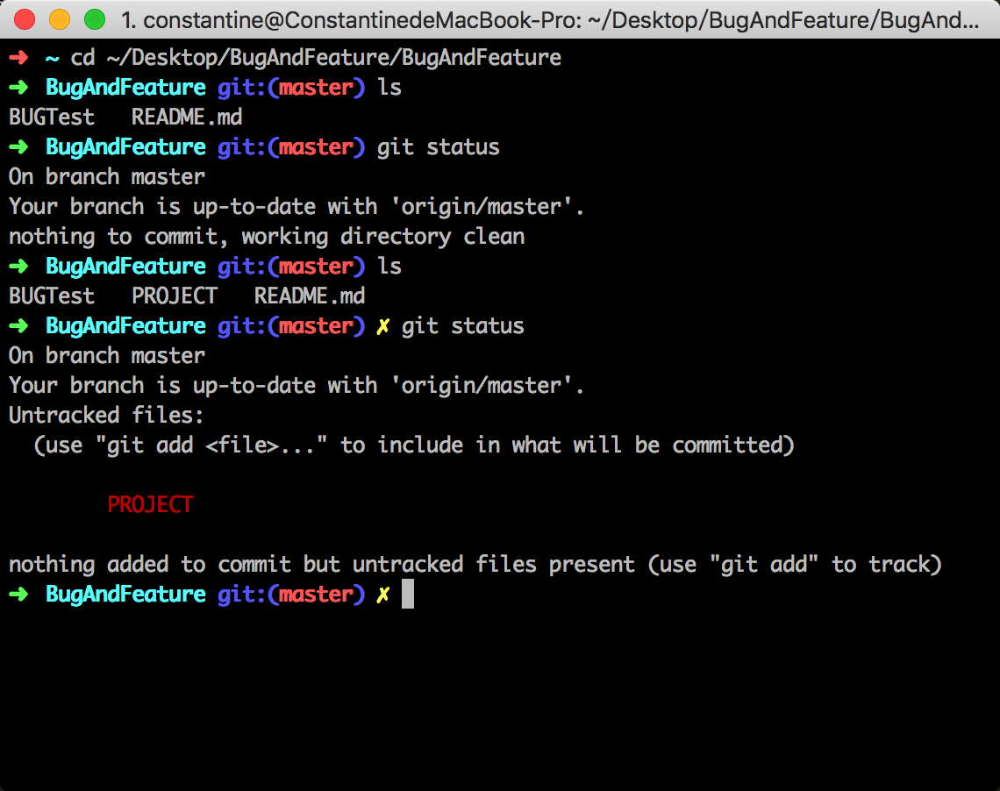 1. constantine@ConstantinedeMacBook-Pro: ~/Desktop/BugAndFeature/BugAnd...
➜ ~ cd ~/Desktop/BugAndFeature/BugAndFeature
➜ BugAndFeature git:(master) ls
BUGTest README.md
➜ BugAndFeature git:(master) git status
On branch master
Your branch is up-to-date with 'origin/master'.
nothing to commit, working directory clean
➜ BugAndFeature git:(master) ls
BUGTest PROJECT README.md
➜ BugAndFeature git:(master) ✗ git status
On branch master
Your branch is up-to-date with 'origin/master'.
Untracked files:
(use "git add <file>..." to include in what will be committed)
PROJECT
nothing added to commit but untracked files present (use "git add" to track)
➜ BugAndFeature git:(master) ✗